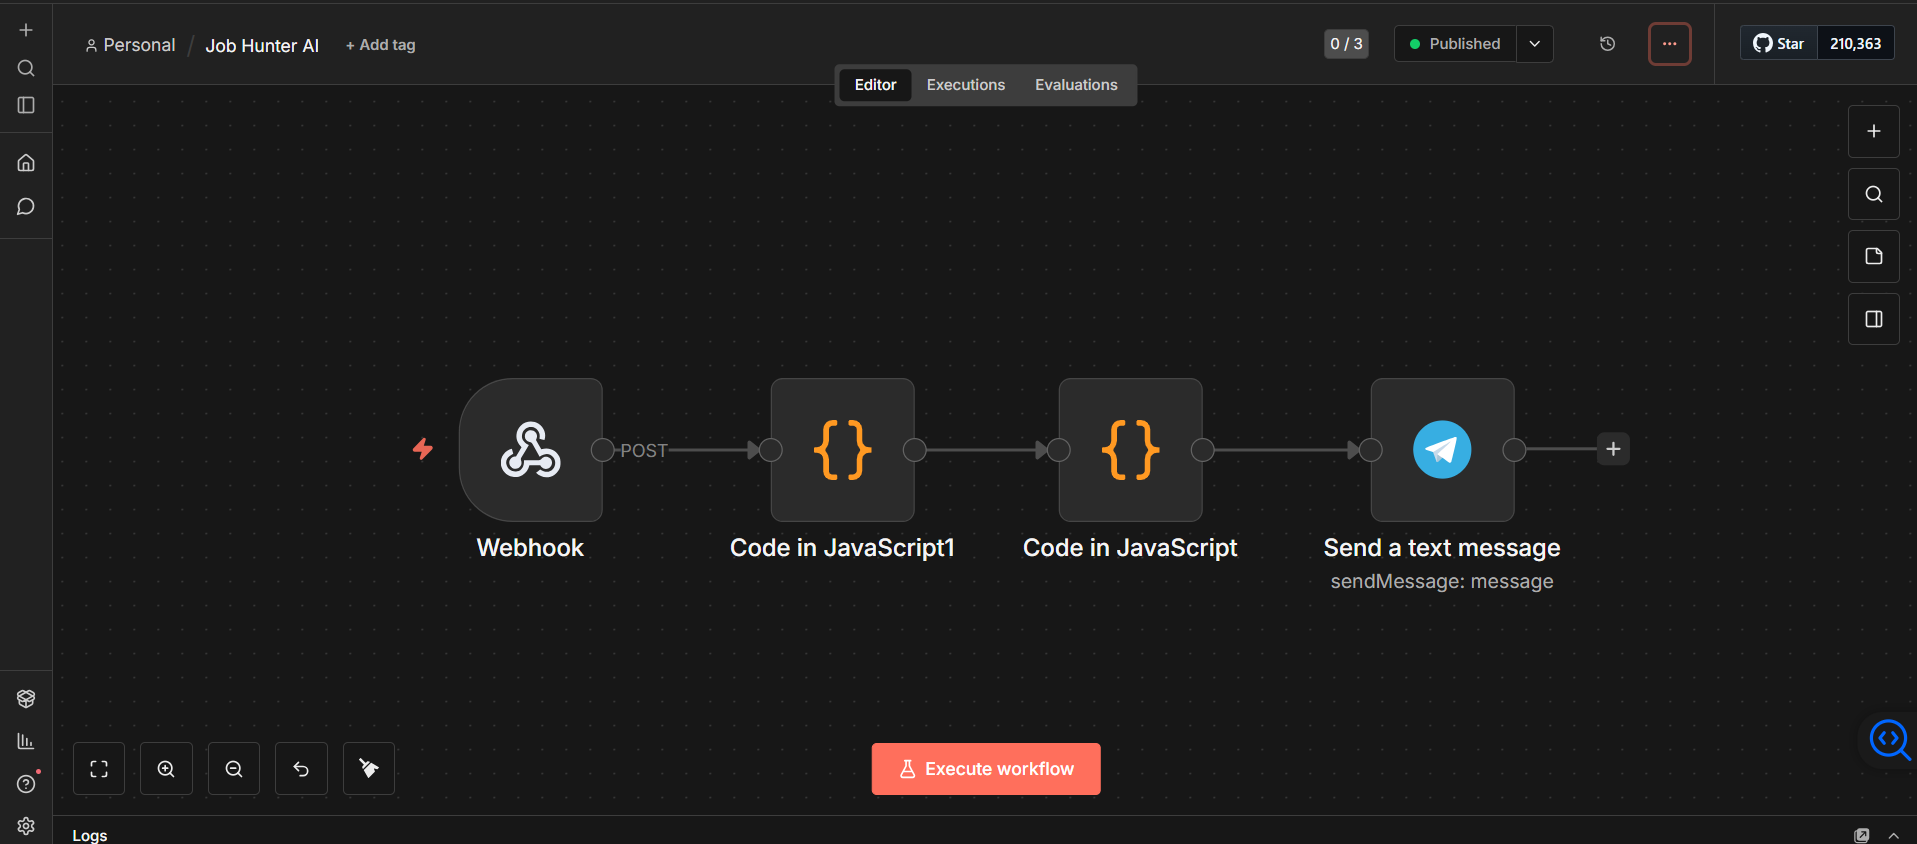 Personal / Job Hunter AI + Add tag
0 / 3
Published
Star 210,363
Editor Executions Evaluations
POST
Webhook
Code in JavaScript1
Code in JavaScript
Send a text message
sendMessage: message
Execute workflow
Logs